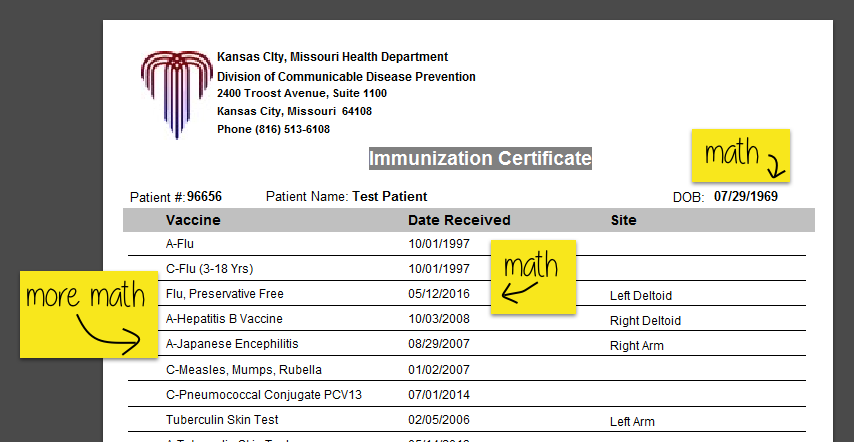 Kansas City, Missouri Health Department
Division of Communicable Disease Prevention
2400 Troost Avenue, Suite 1100
Kansas City, Missouri 64108
Phone (816) 513-6108
Immunization Certificate
math
Patient #: 96656 Patient Name: Test Patient DOB: 07/29/1969
Vaccine Date Received Site
A-Flu 10/01/1997
C-Flu (3-18 Yrs) 10/01/1997
math
Flu, Preservative Free 05/12/2016 Left Deltoid
more math
A-Hepatitis B Vaccine 10/03/2008 Right Deltoid
A-Japanese Encephilitis 08/29/2007 Right Arm
C-Measles, Mumps, Rubella 01/02/2007
C-Pneumococcal Conjugate PCV13 07/01/2014
Tuberculin Skin Test 02/05/2006 Left Arm